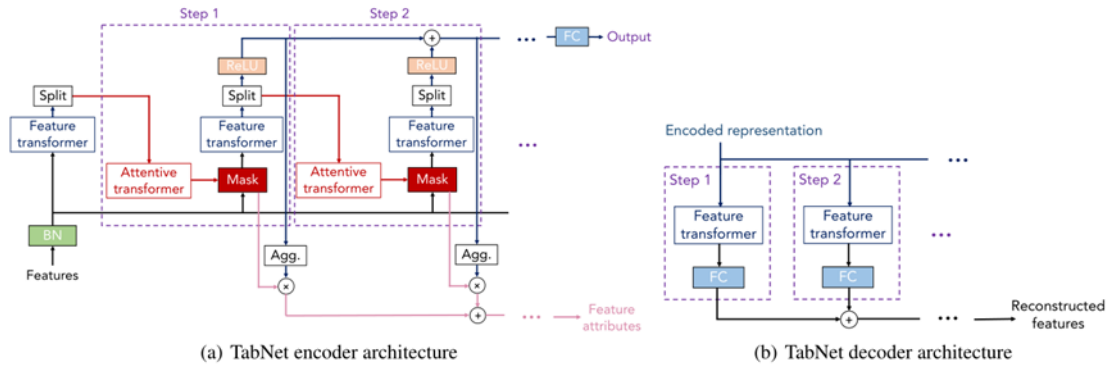 Step 1
Step 2
FC
Output
ReLU
ReLU
Split
Split
Split
Feature
transformer
Feature
transformer
Feature
transformer
Attentive
transformer
Mask
Attentive
transformer
Mask
BN
Features
Agg.
Agg.
Feature
attributes
(a) TabNet encoder architecture
Encoded representation
Step 1
Step 2
Feature
transformer
Feature
transformer
FC
FC
Reconstructed
features
(b) TabNet decoder architecture